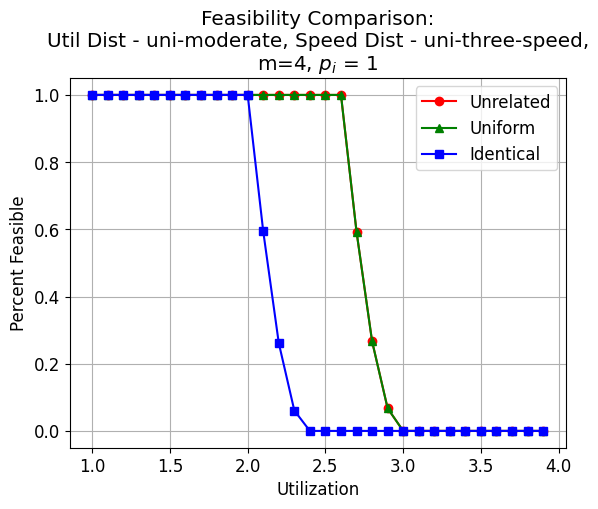 Feasibility Comparison:
Util Dist - uni-moderate, Speed Dist - uni-three-speed,
m=4, pᵢ = 1
Unrelated
Uniform
Identical
Percent Feasible
1.0
0.8
0.6
0.4
0.2
0.0
1.0 1.5 2.0 2.5 3.0 3.5 4.0
Utilization